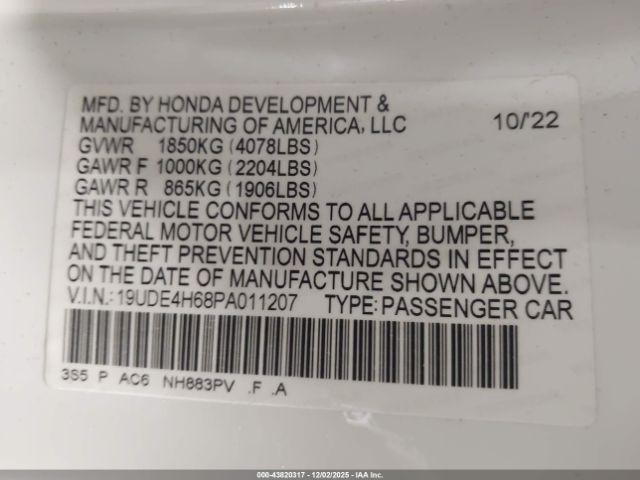 MFD. BY HONDA DEVELOPMENT &
MANUFACTURING OF AMERICA, LLC 10/'22
GVWR 1850KG (4078LBS)
GAWR F 1000KG (2204LBS)
GAWR R 865KG (1906LBS)
THIS VEHICLE CONFORMS TO ALL APPLICABLE
FEDERAL MOTOR VEHICLE SAFETY, BUMPER,
AND THEFT PREVENTION STANDARDS IN EFFECT
ON THE DATE OF MANUFACTURE SHOWN ABOVE.
V.I.N.:19UDE4H68PA011207 TYPE:PASSENGER CAR
3S5 P AC6 NH883PV .F .A
000-43820317 - 12/02/2025 - IAAI Proprietary